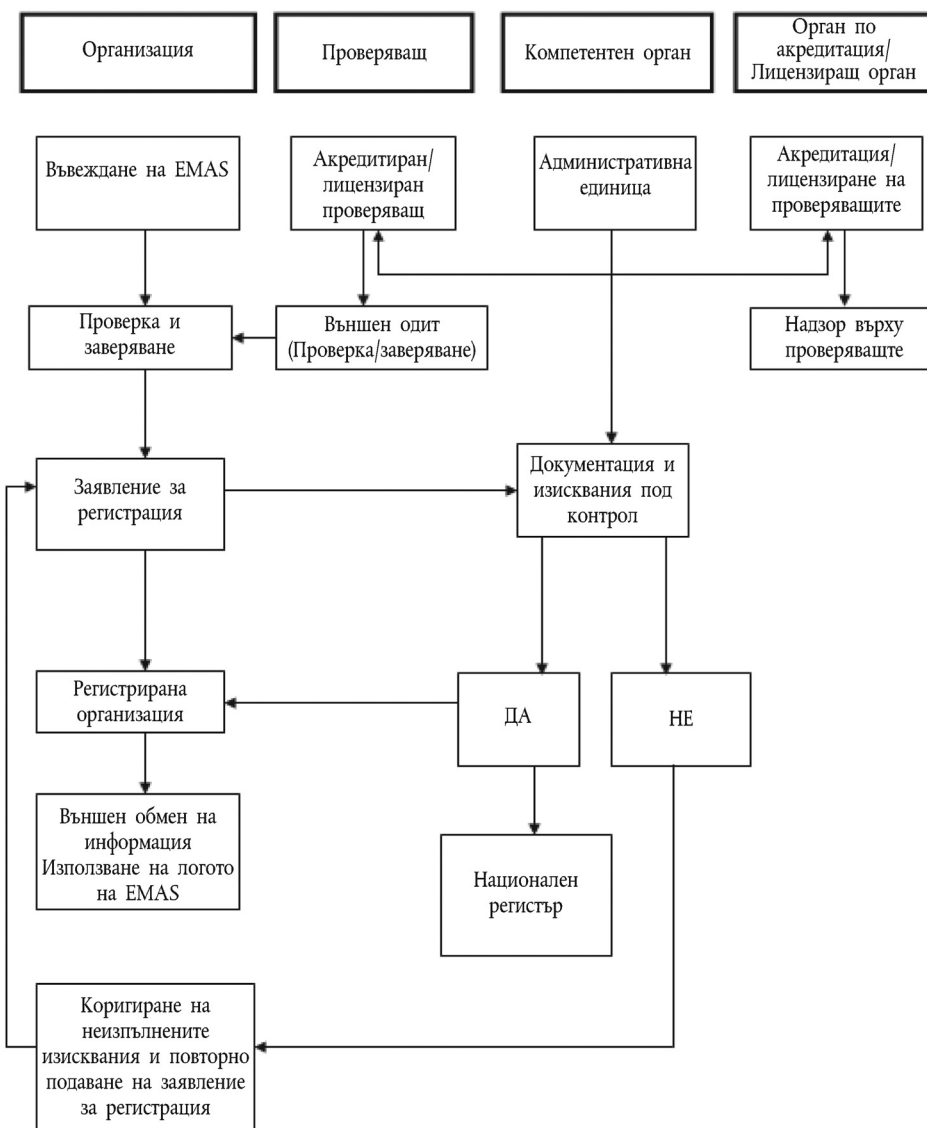 Организация
Проверяващ
Компетентен орган
Орган по
акредитация/
Лицензиращ орган
Въвеждане на EMAS
Акредитиран/
лицензиран
проверяващ
Административна
единица
Акредитация/
лицензиране на
проверяващите
Проверка и
заверяване
Външен одит
(Проверка/заверяване)
Надзор върху
проверяващте
Заявление за
регистрация
Документация и
изисквания под
контрол
Регистрирана
организация
ДА
НЕ
Външен обмен на
информация
Използване на логото
на EMAS
Национален
регистър
Коригиране на
неизпълнените
изисквания и повторно
подаване на заявление
за регистрация